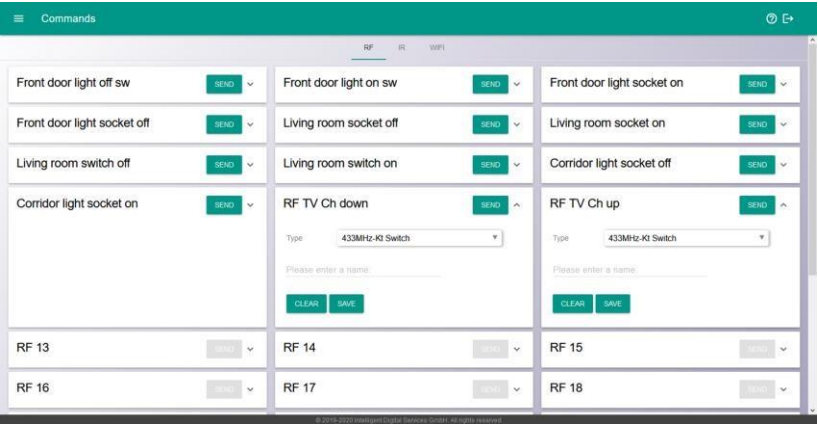 Commands
RF IR WIFI
Front door light off sw SEND Front door light on sw SEND Front door light socket on SEND
Front door light socket off SEND Living room socket off SEND Living room socket on SEND
Living room switch off SEND Living room switch on SEND Corridor light socket off SEND
Corridor light socket on SEND RF TV Ch down SEND RF TV Ch up SEND
Type 433MHz-Kt Switch Type 433MHz-Kt Switch
Please enter a name: Please enter a name:
CLEAR SAVE CLEAR SAVE
RF 13 SEND RF 14 SEND RF 15 SEND
RF 16 SEND RF 17 SEND RF 18 SEND
© 2019-2020 Intelligent Digital Services GmbH. All rights reserved